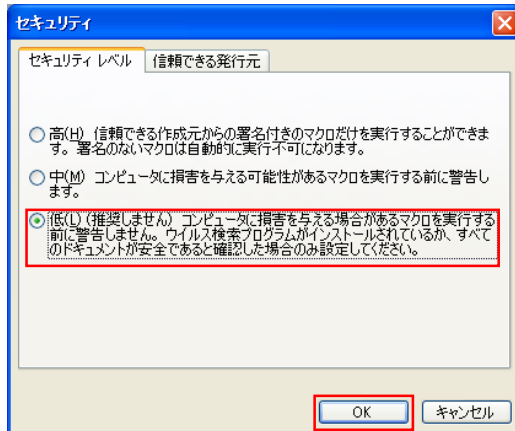 セキュリティ
セキュリティ レベル
信頼できる発行元
高(H) 信頼できる作成元からの署名付きのマクロだけを実行することができま
す。署名のないマクロは自動的に実行不可になります。
中(M) コンピュータに損害を与える可能性があるマクロを実行する前に警告し
ます。
低(L) (推奨しません) コンピュータに損害を与える場合があるマクロを実行する
前に警告しません。ウイルス検索プログラムがインストールされているか、すべて
のドキュメントが安全であると確認した場合のみ設定してください。
OK
キャンセル